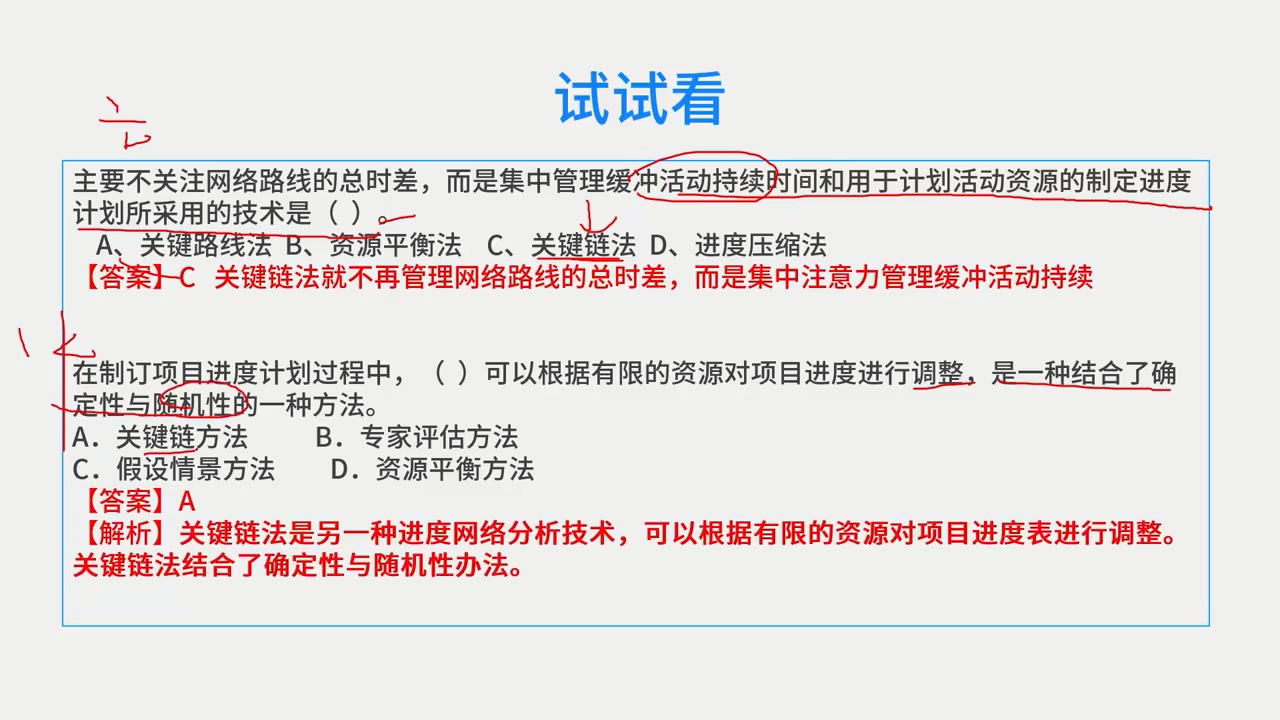 试试看
主要不关注网络路线的总时差，而是集中管理缓冲活动持续时间和用于计划活动资源的制定进度
计划所采用的技术是（ ）。
A、关键路线法 B、资源平衡法 C、关键链法 D、进度压缩法
【答案】C 关键链法就不再管理网络路线的总时差，而是集中注意力管理缓冲活动持续
在制订项目进度计划过程中，（ ）可以根据有限的资源对项目进度进行调整，是一种结合了确
定性与随机性的一种方法。
A．关键链方法 B．专家评估方法
C．假设情景方法 D．资源平衡方法
【答案】A
【解析】关键链法是另一种进度网络分析技术，可以根据有限的资源对项目进度表进行调整。
关键链法结合了确定性与随机性办法。